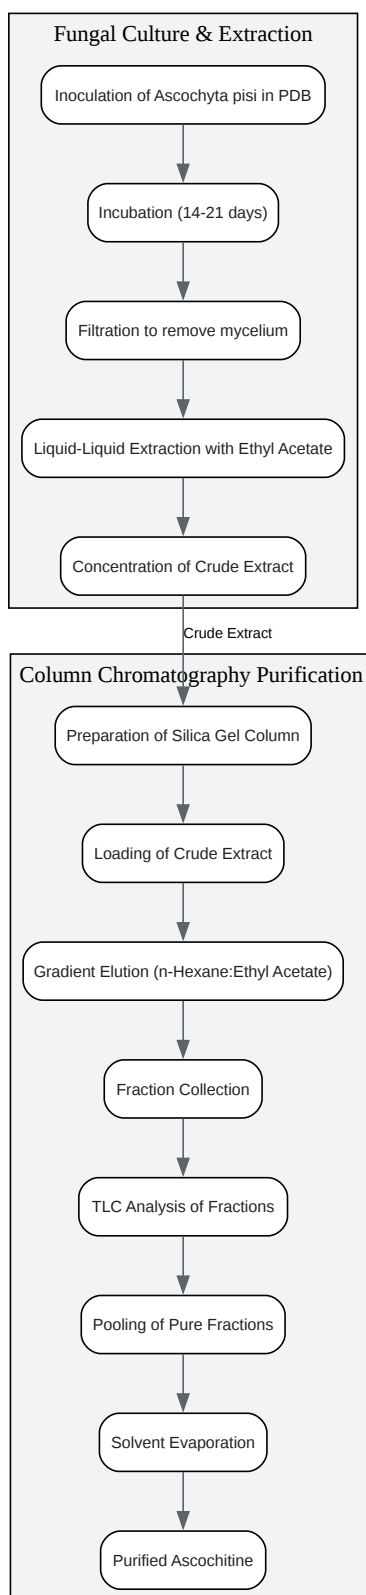 Fungal Culture & Extraction
Inoculation of Ascochyta pisi in PDB
Incubation (14-21 days)
Filtration to remove mycelium
Liquid-Liquid Extraction with Ethyl Acetate
Concentration of Crude Extract
Crude Extract
Column Chromatography Purification
Preparation of Silica Gel Column
Loading of Crude Extract
Gradient Elution (n-Hexane:Ethyl Acetate)
Fraction Collection
TLC Analysis of Fractions
Pooling of Pure Fractions
Solvent Evaporation
Purified Ascochitine